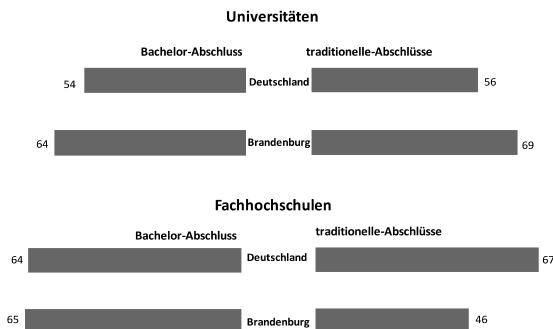 Universitäten
Bachelor-Abschluss traditionelle-Abschlüsse
54 Deutschland 56
64 Brandenburg 69
Fachhochschulen
Bachelor-Abschluss traditionelle-Abschlüsse
64 Deutschland 67
65 Brandenburg 46